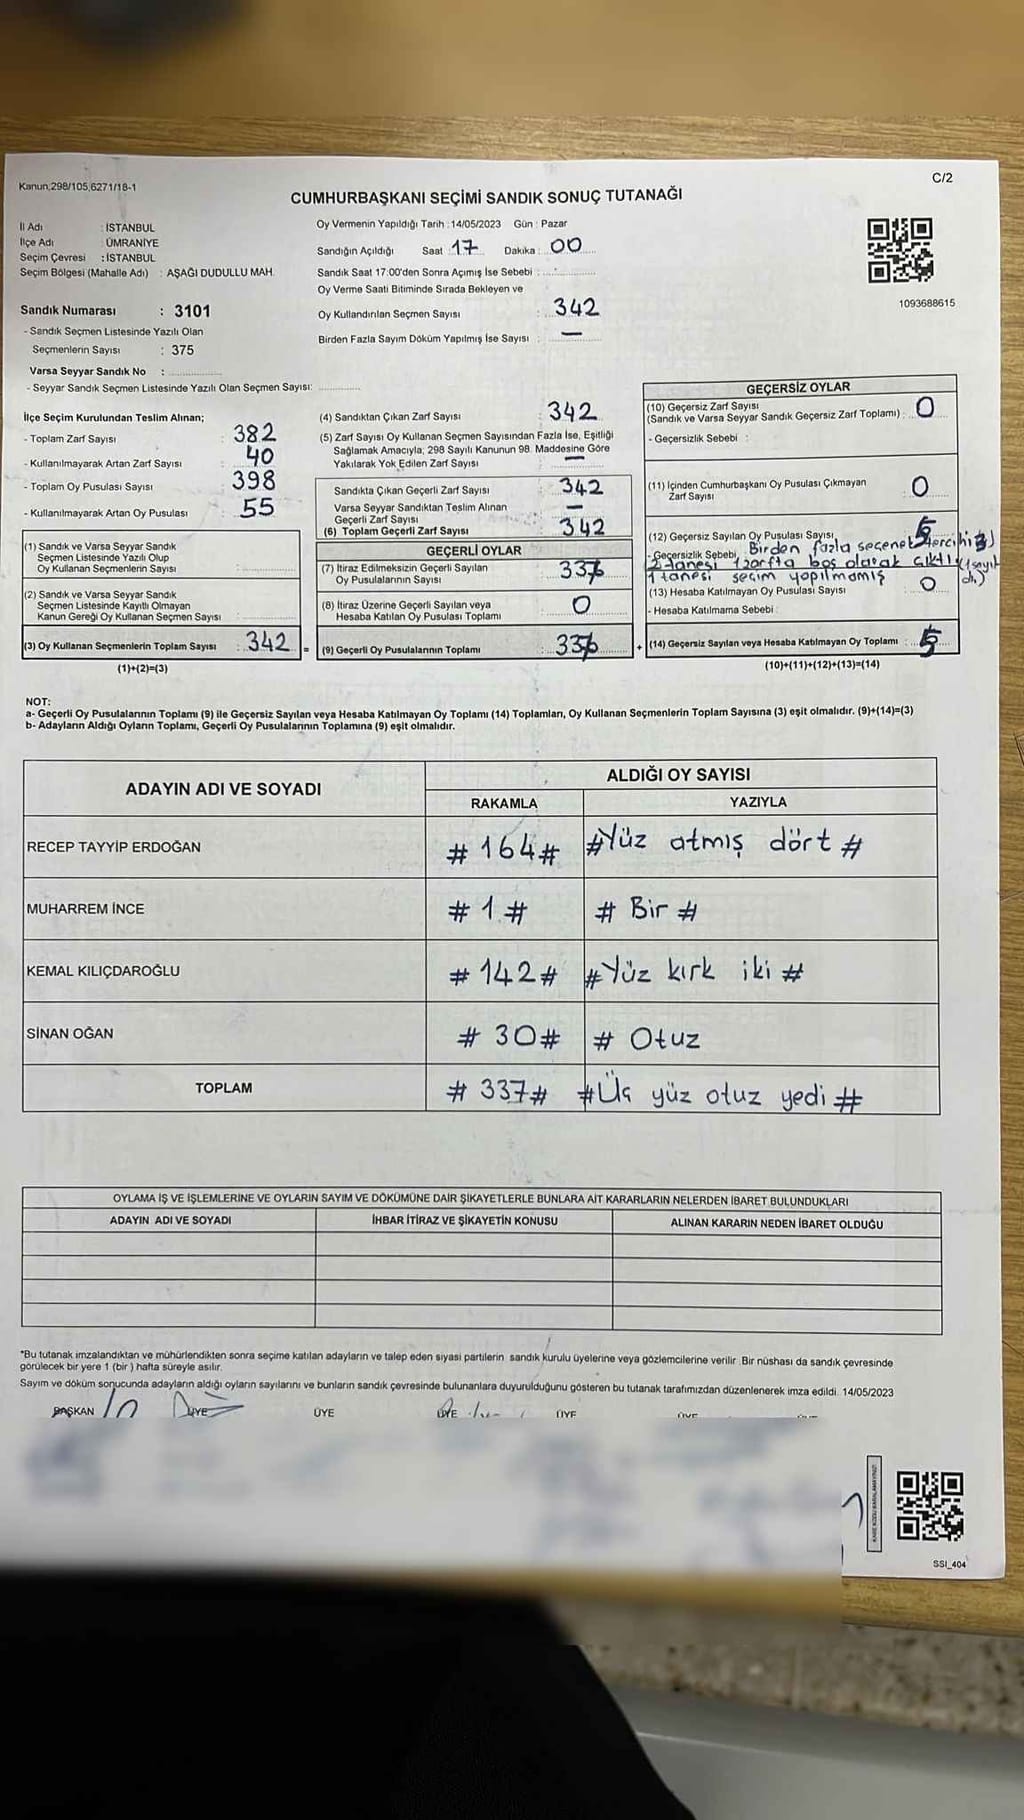 Kanun;298/105,6271/18-1
C/2
CUMHURBAŞKANI SEÇİMİ SANDIK SONUÇ TUTANAĞI
İl Adı : İSTANBUL
İlçe Adı : ÜMRANİYE
Seçim Çevresi : İSTANBUL
Seçim Bölgesi (Mahalle Adı) : AŞAĞI DUDULLU MAH.
Sandık Numarası : 3101
- Sandık Seçmen Listesinde Yazılı Olan
Seçmenlerin Sayısı : 375
Varsa Seyyar Sandık No :
- Seyyar Sandık Seçmen Listesinde Yazılı Olan Seçmen Sayısı:
Oy Vermenin Yapıldığı Tarih : 14/05/2023 Gün : Pazar
Sandığın Açıldığı Saat 17 Dakika : 00
Sandık Saat 17:00'den Sonra Açımış İse Sebebi :
Oy Verme Saati Bitiminde Sırada Bekleyen ve
Oy Kullandırılan Seçmen Sayısı : 342
Birden Fazla Sayım Döküm Yapılmış İse Sayısı : —
1093688615
İlçe Seçim Kurulundan Teslim Alınan;
- Toplam Zarf Sayısı : 382
- Kullanılmayarak Artan Zarf Sayısı : 40
- Toplam Oy Pusulası Sayısı : 398
- Kullanılmayarak Artan Oy Pusulası : 55
(1) Sandık ve Varsa Seyyar Sandık
Seçmen Listesinde Yazılı Olup
Oy Kullanan Seçmenlerin Sayısı
(2) Sandık ve Varsa Seyyar Sandık
Seçmen Listesinde Kayıtlı Olmayan
Kanun Gereği Oy Kullanan Seçmen Sayısı
(3) Oy Kullanan Seçmenlerin Toplam Sayısı : 342 =
(1)+(2)=(3)
(4) Sandıktan Çıkan Zarf Sayısı : 342
(5) Zarf Sayısı Oy Kullanan Seçmen Sayısından Fazla İse, Eşitliği
Sağlamak Amacıyla; 298 Sayılı Kanunun 98. Maddesine Göre
Yakılarak Yok Edilen Zarf Sayısı : —
Sandıkta Çıkan Geçerli Zarf Sayısı : 342
Varsa Seyyar Sandıktan Teslim Alınan
Geçerli Zarf Sayısı : —
(6) Toplam Geçerli Zarf Sayısı : 342
GEÇERLİ OYLAR
(7) İtiraz Edilmeksizin Geçerli Sayılan
Oy Pusulalarının Sayısı :
(8) İtiraz Üzerine Geçerli Sayılan veya
Hesaba Katılan Oy Pusulası Toplamı : 0
(9) Geçerli Oy Pusulalarının Toplamı : +
GEÇERSİZ OYLAR
(10) Geçersiz Zarf Sayısı
(Sandık ve Varsa Seyyar Sandık Geçersiz Zarf Toplamı) : 0
- Geçersizlik Sebebi :
(11) İçinden Cumhurbaşkanı Oy Pusulası Çıkmayan
Zarf Sayısı : 0
(12) Geçersiz Sayılan Oy Pusulası Sayısı : 5
- Geçersizlik Sebebi Birden fazla seçenek tercihi
2 tanesi 1 zarfta boş olarak çıktı
1 tanesi seçim yapılmamış
(13) Hesaba Katılmayan Oy Pusulası Sayısı : 0
- Hesaba Katılmama Sebebi :
(14) Geçersiz Sayılan veya Hesaba Katılmayan Oy Toplamı : 5
(10)+(11)+(12)+(13)=(14)
NOT:
a- Geçerli Oy Pusulalarının Toplamı (9) ile Geçersiz Sayılan veya Hesaba Katılmayan Oy Toplamı (14) Toplamları, Oy Kullanan Seçmenlerin Toplam Sayısına (3) eşit olmalıdır. (9)+(14)=(3)
b- Adayların Aldığı Oyların Toplamı, Geçerli Oy Pusulalarının Toplamına (9) eşit olmalıdır.
ADAYIN ADI VE SOYADI
ALDIĞI OY SAYISI
RAKAMLA YAZIYLA
RECEP TAYYİP ERDOĞAN # 164# #Yüz atmış dört #
MUHARREM İNCE # 1 # # Bir #
KEMAL KILIÇDAROĞLU # 142# #Yüz kırk iki #
SİNAN OĞAN # 30# # Otuz
TOPLAM # 337# #Üç yüz otuz yedi #
OYLAMA İŞ VE İŞLEMLERİNE VE OYLARIN SAYIM VE DÖKÜMÜNE DAİR ŞİKAYETLERLE BUNLARA AİT KARARLARIN NELERDEN İBARET BULUNDUKLARI
ADAYIN ADI VE SOYADI İHBAR İTİRAZ VE ŞİKAYETİN KONUSU ALINAN KARARIN NEDEN İBARET OLDUĞU
*Bu tutanak imzalandıktan ve mühürlendikten sonra seçime katılan adayların ve talep eden siyasi partilerin sandık kurulu üyelerine veya gözlemcilerine verilir. Bir nüshası da sandık çevresinde
görülecek bir yere 1 (bir ) hafta süreyle asılır.
Sayım ve döküm sonucunda adayların aldığı oyların sayılarını ve bunların sandık çevresinde bulunanlara duyurulduğunu gösteren bu tutanak tarafımızdan düzenlenerek imza edildi. 14/05/2023
BAŞKAN ÜYE ÜYE ÜYE ÜYE ÜYE ÜYE
SSI_404